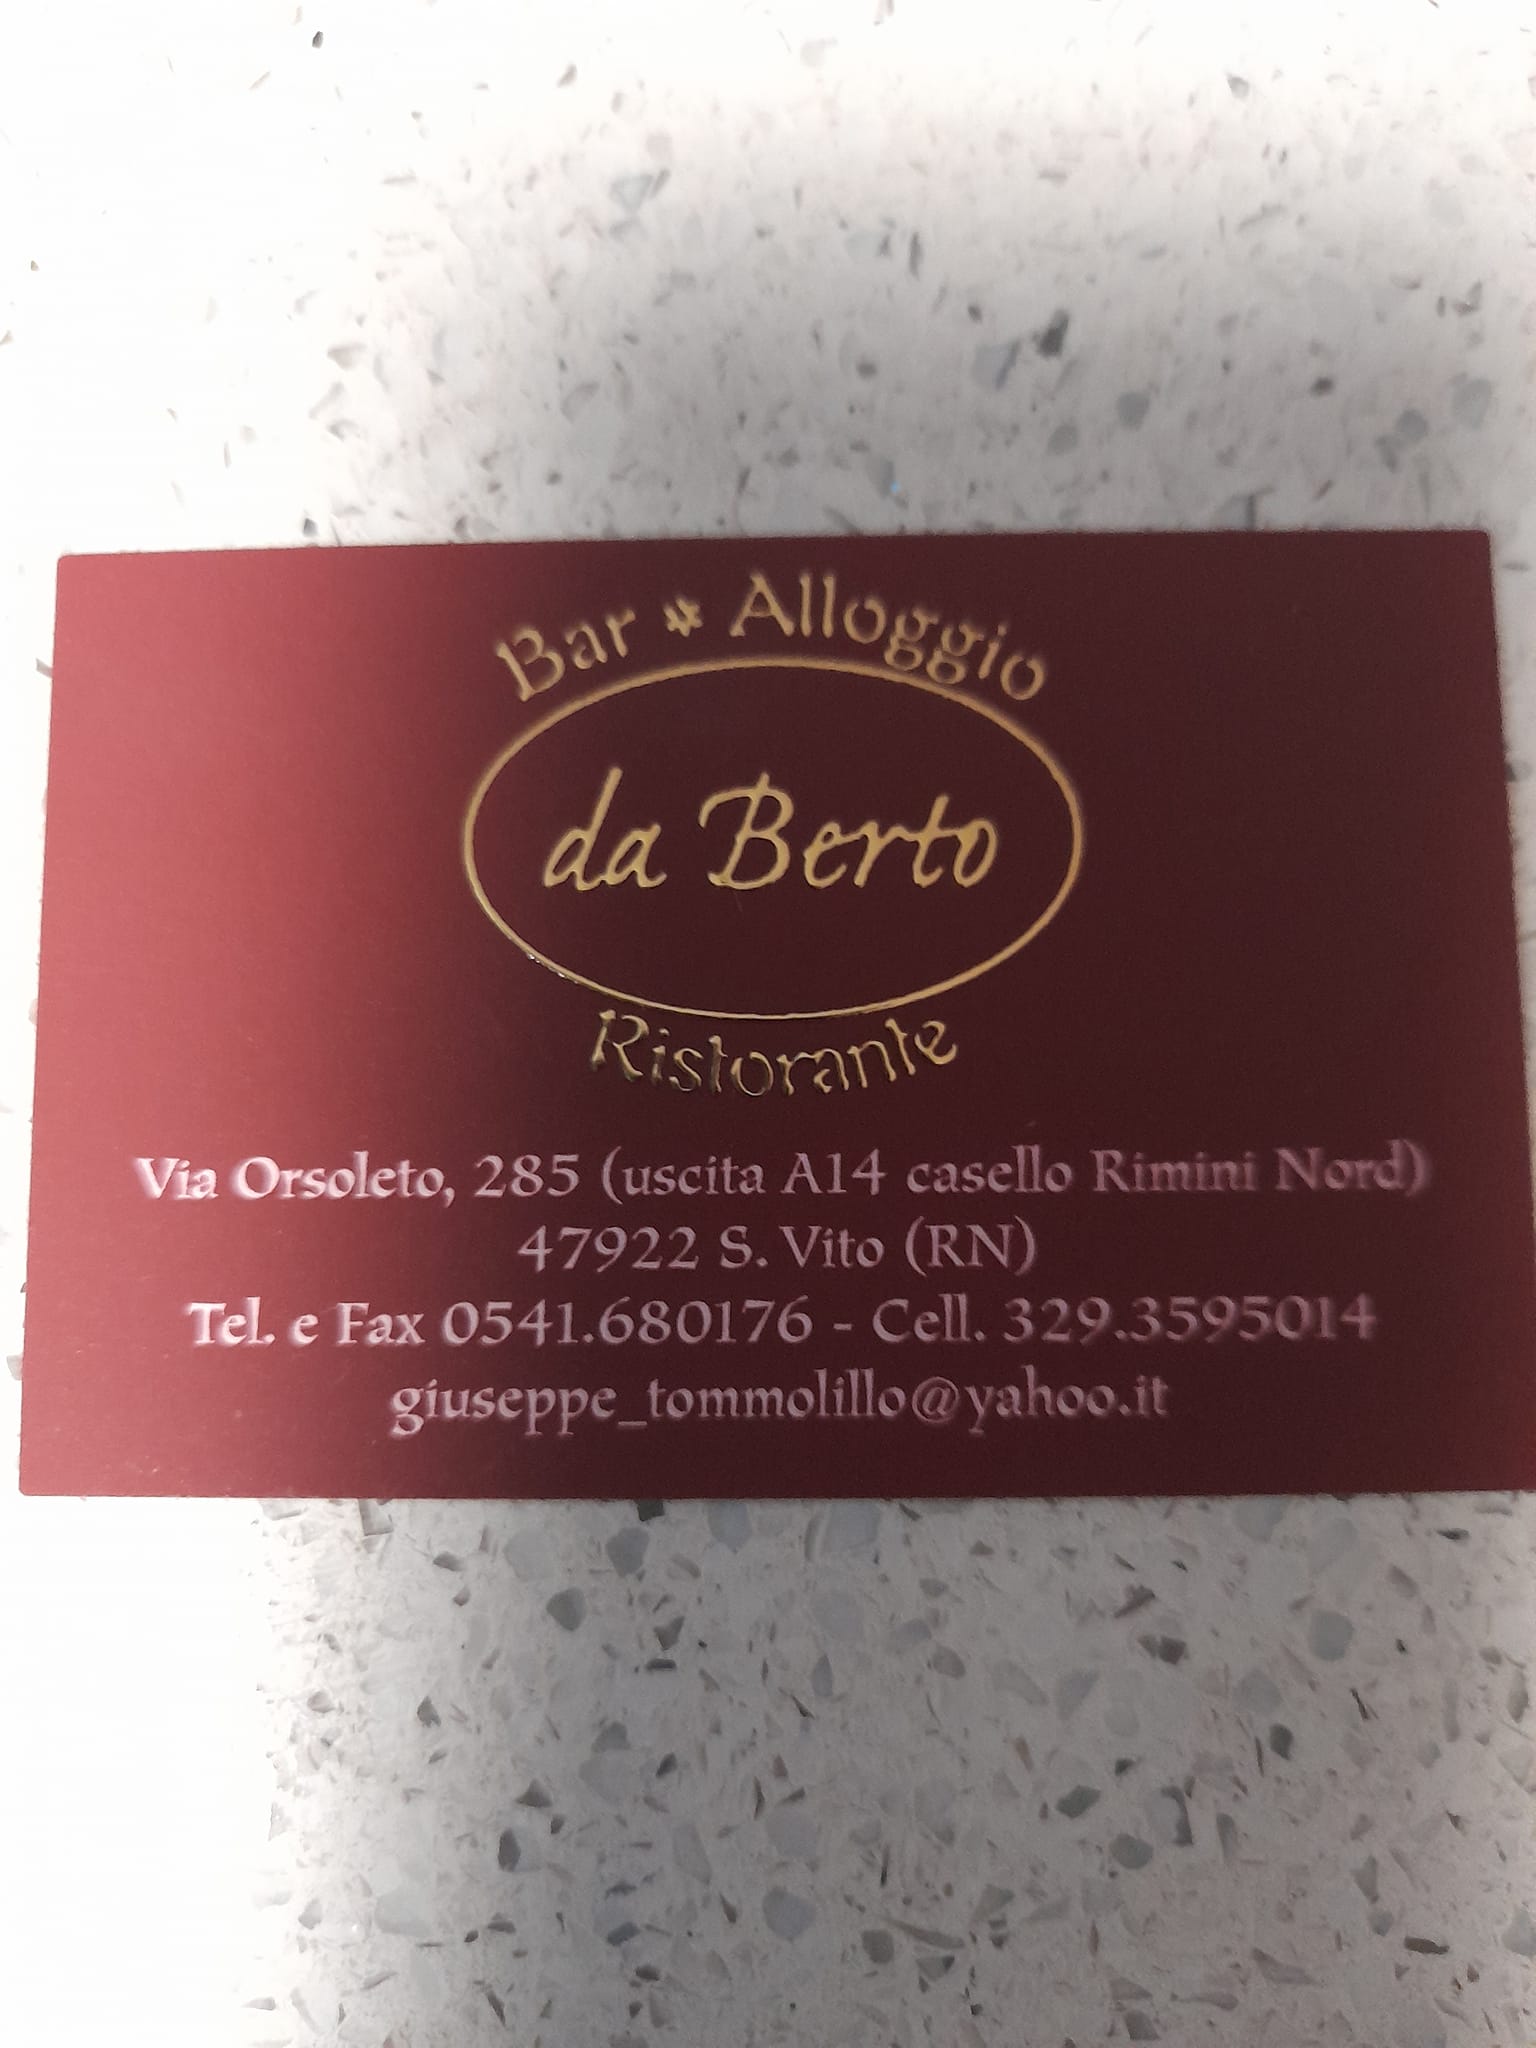 Bar * Alloggio
da Berto
Ristorante
Via Orsoleto, 285 (uscita A14 casello Rimini Nord)
47922 S. Vito (RN)
Tel. e Fax 0541.680176 - Cell. 329.3595014
giuseppe_tommolillo@yahoo.it